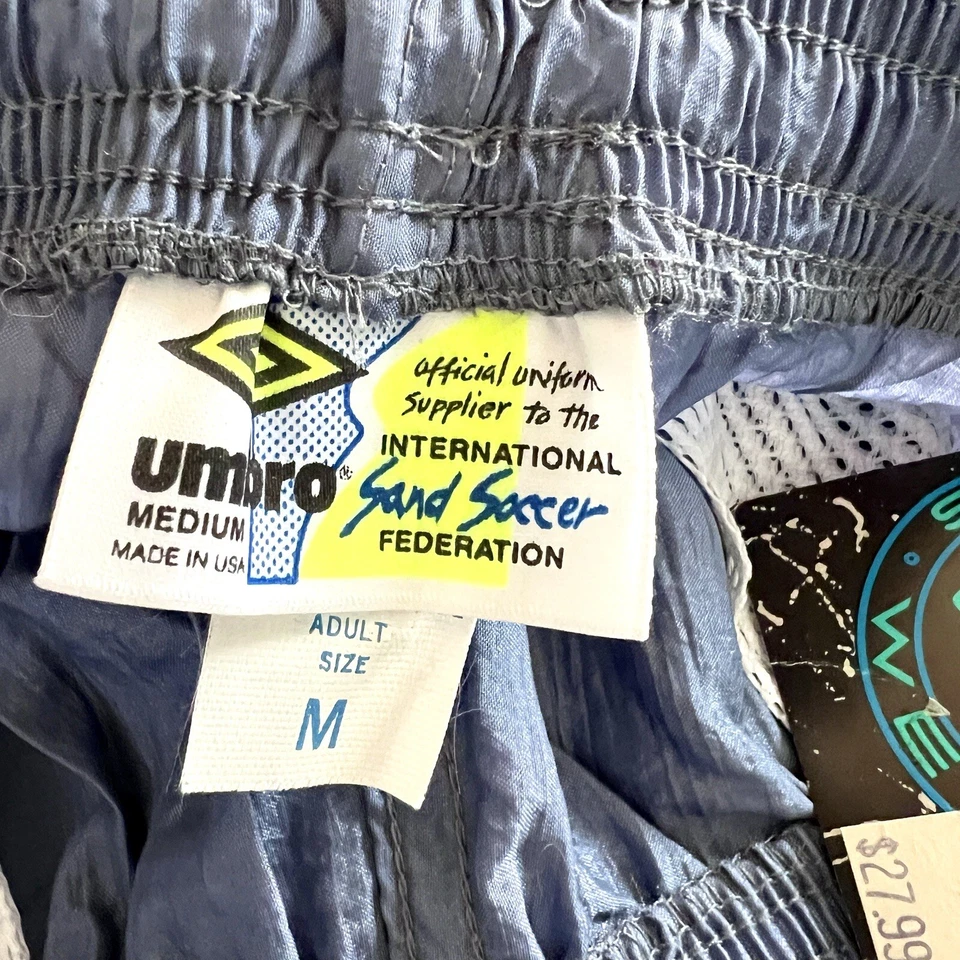 umbro®
MEDIUM
MADE IN USA
official uniform
supplier to the
INTERNATIONAL
Sand Soccer
FEDERATION
ADULT
SIZE
M
$27.99